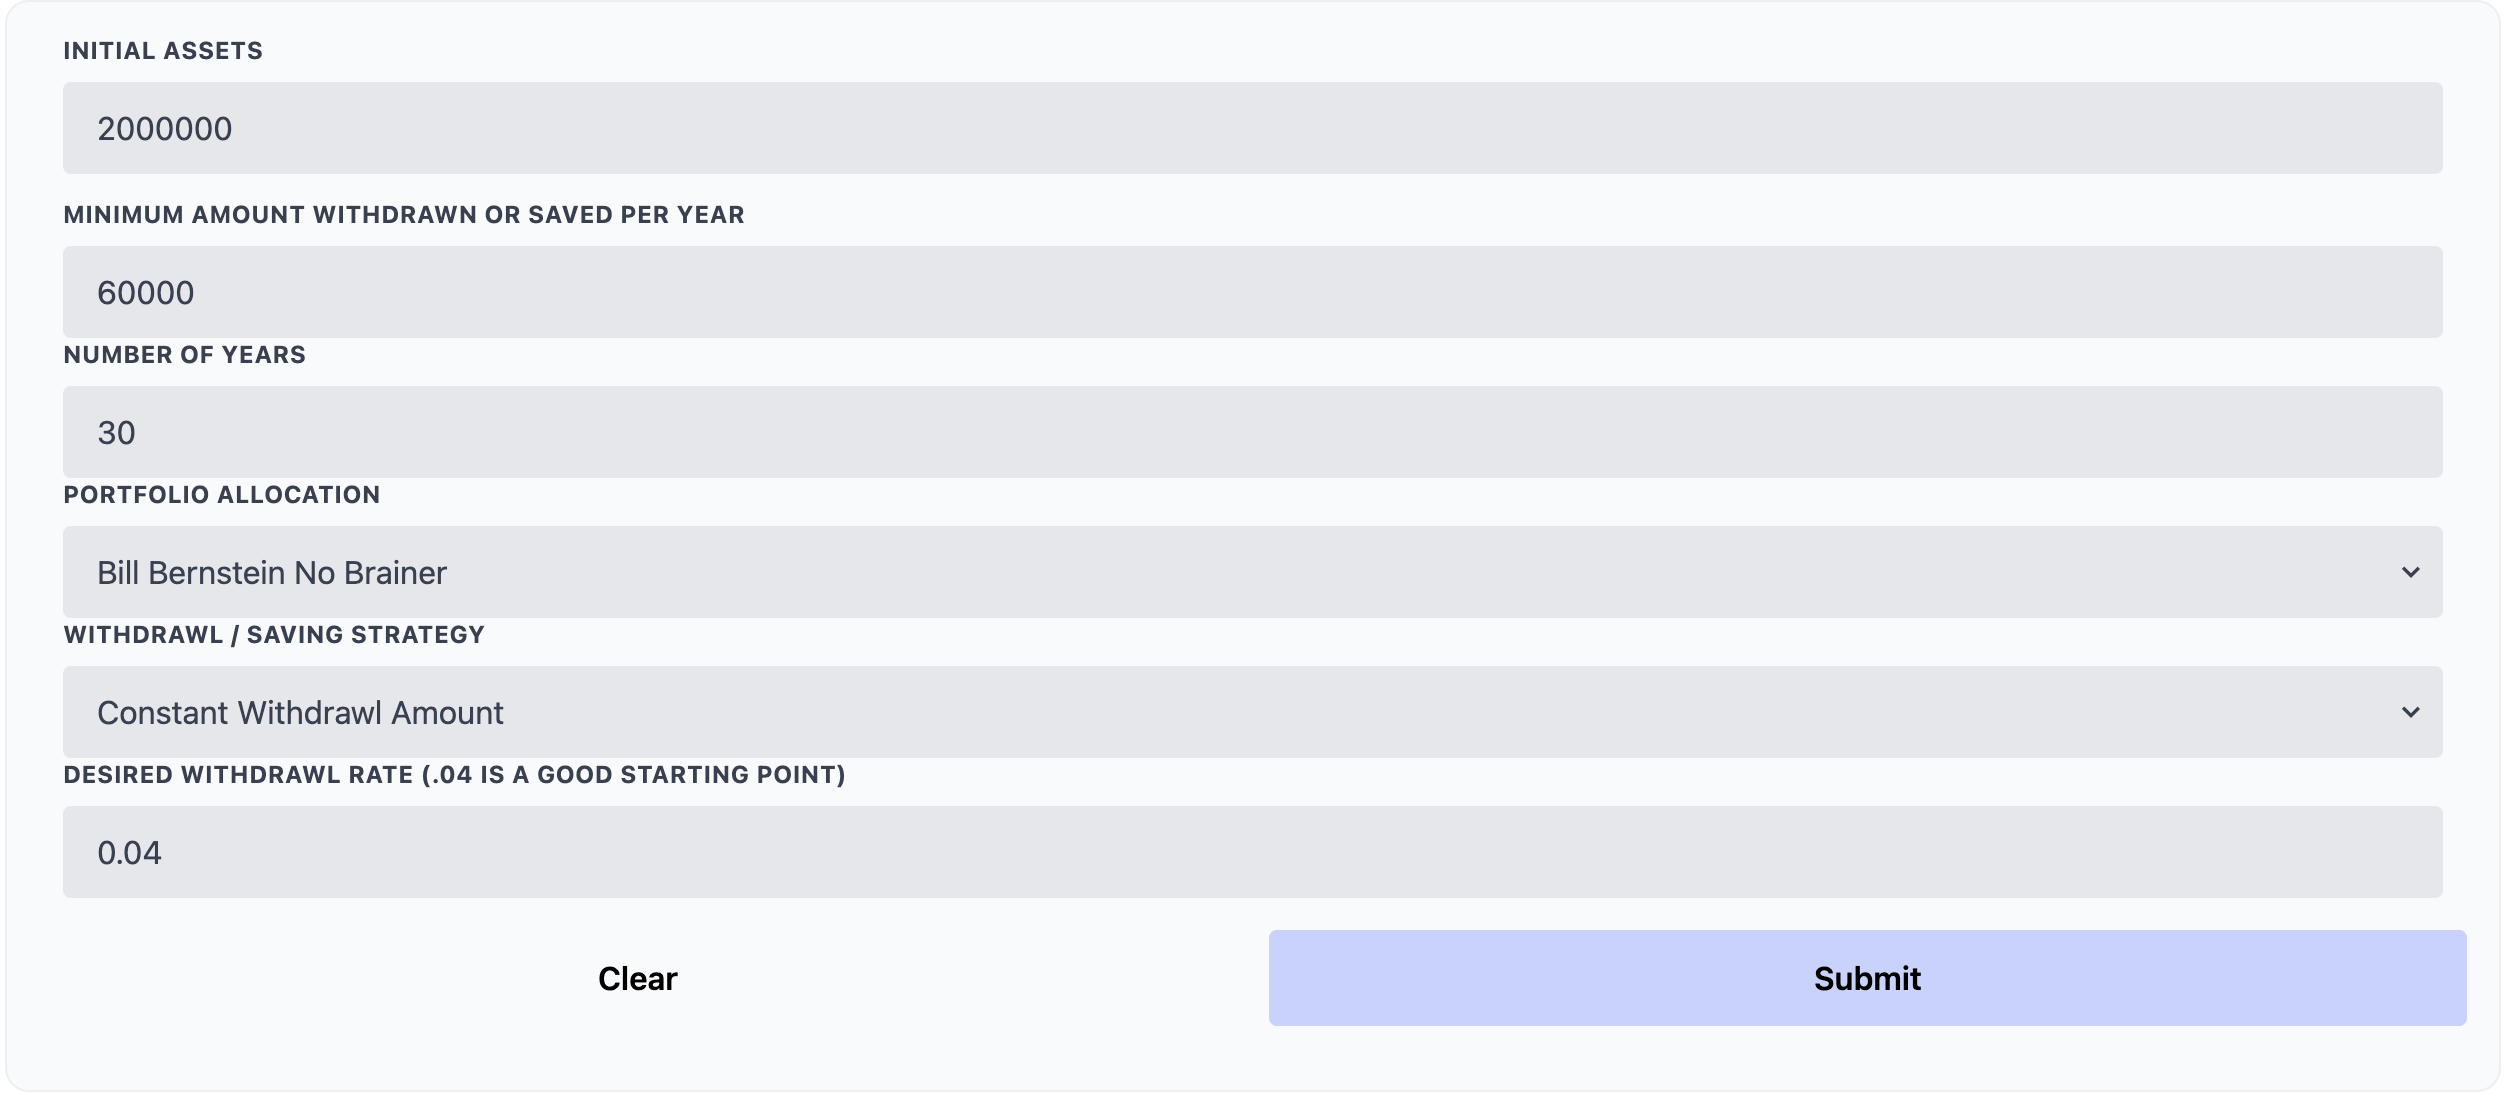 INITIAL ASSETS
2000000
MINIMUM AMOUNT WITHDRAWN OR SAVED PER YEAR
60000
NUMBER OF YEARS
30
PORTFOLIO ALLOCATION
Bill Bernstein No Brainer
WITHDRAWL / SAVING STRATEGY
Constant Withdrawl Amount
DESIRED WITHDRAWL RATE (.04 IS A GOOD STARTING POINT)
0.04
Clear
Submit